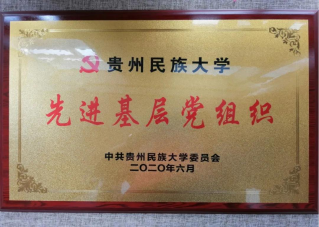 贵州民族大学
先进基层党组织
中共贵州民族大学委员会
二〇二〇年六月